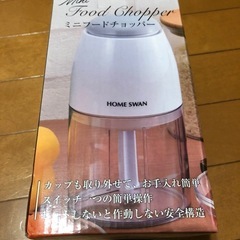 Mini
Food Chopper
ミニフードチョッパー
HOME SWAN
カップも取り外せて、お手入れ簡単
スイッチ一つの簡単操作
しないと作動しない安全構造